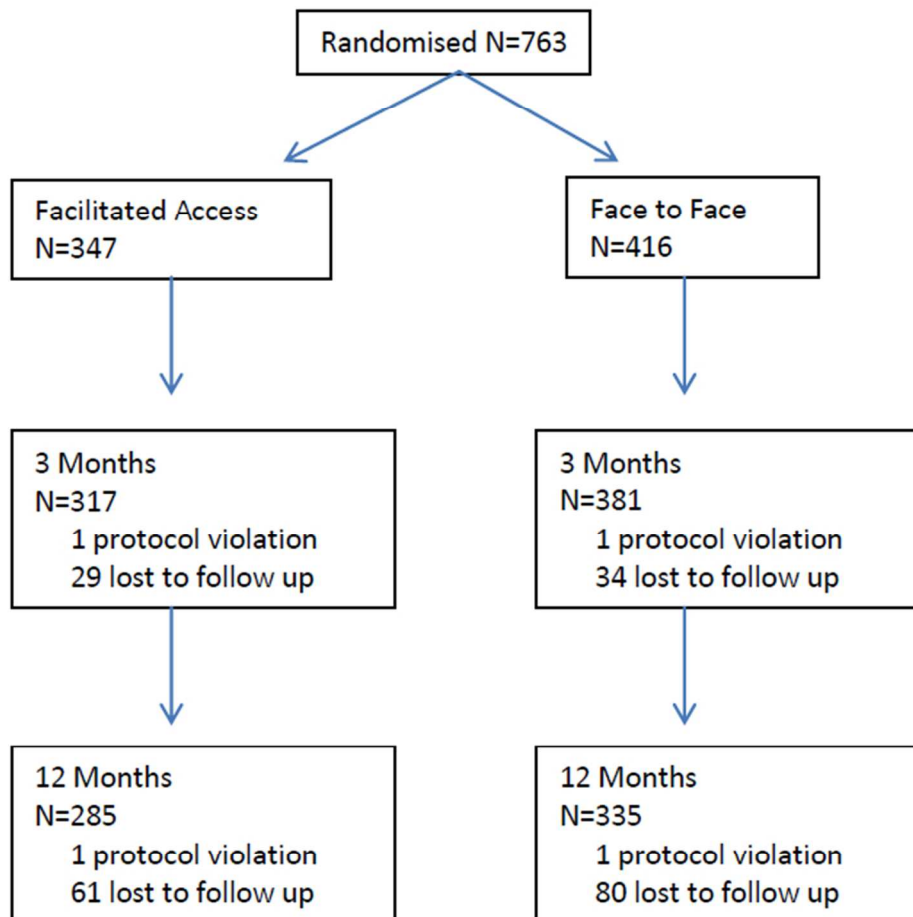 Randomised N=763
Facilitated Access
N=347
Face to Face
N=416
3 Months
N=317
1 protocol violation
29 lost to follow up
3 Months
N=381
1 protocol violation
34 lost to follow up
12 Months
N=285
1 protocol violation
61 lost to follow up
12 Months
N=335
1 protocol violation
80 lost to follow up